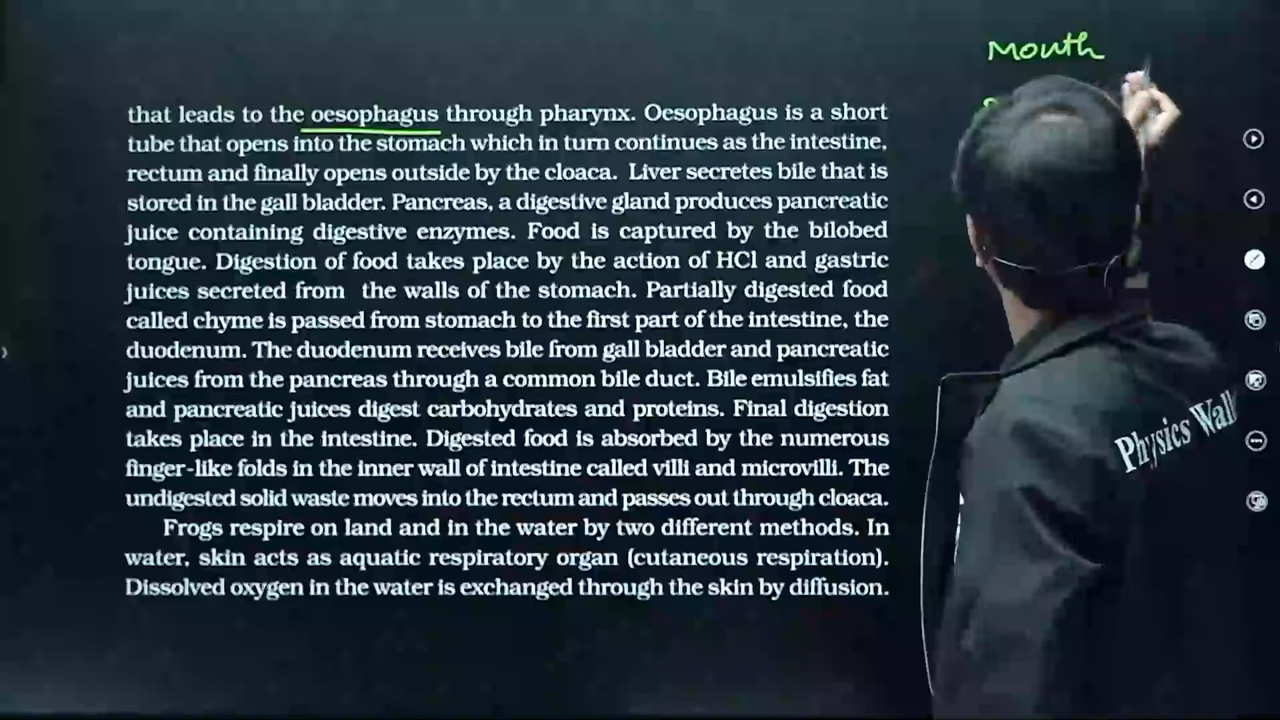 Mouth
that leads to the oesophagus through pharynx. Oesophagus is a short
tube that opens into the stomach which in turn continues as the intestine,
rectum and finally opens outside by the cloaca. Liver secretes bile that is
stored in the gall bladder. Pancreas, a digestive gland produces pancreatic
juice containing digestive enzymes. Food is captured by the bilobed
tongue. Digestion of food takes place by the action of HCl and gastric
juices secreted from the walls of the stomach. Partially digested food
called chyme is passed from stomach to the first part of the intestine, the
duodenum. The duodenum receives bile from gall bladder and pancreatic
juices from the pancreas through a common bile duct. Bile emulsifies fat
and pancreatic juices digest carbohydrates and proteins. Final digestion
takes place in the intestine. Digested food is absorbed by the numerous
finger-like folds in the inner wall of intestine called villi and microvilli. The
undigested solid waste moves into the rectum and passes out through cloaca.
Frogs respire on land and in the water by two different methods. In
water, skin acts as aquatic respiratory organ (cutaneous respiration).
Dissolved oxygen in the water is exchanged through the skin by diffusion.
Physics Wall